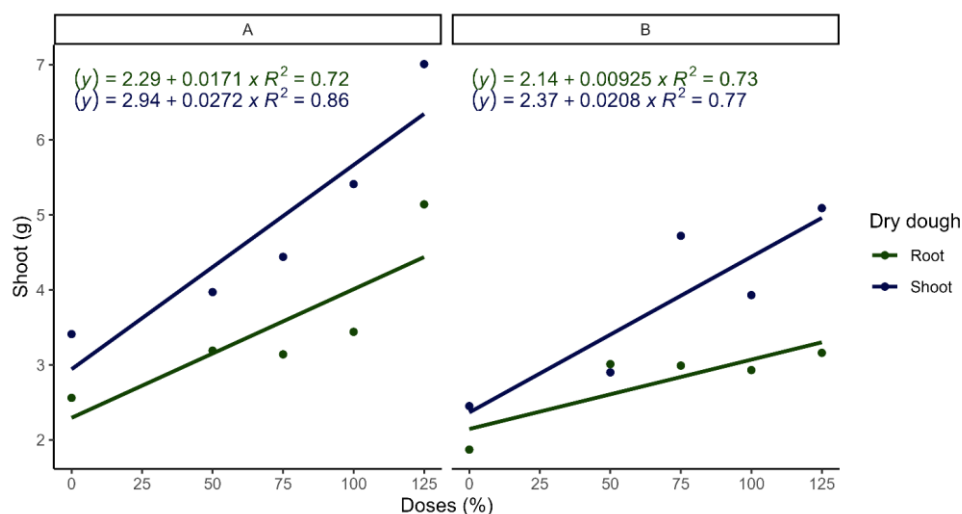 A
B
(y) = 2.29 + 0.0171 x R² = 0.72
(y) = 2.94 + 0.0272 x R² = 0.86
(y) = 2.14 + 0.00925 x R² = 0.73
(y) = 2.37 + 0.0208 x R² = 0.77
7
6
5
4
3
2
Shoot (g)
0 25 50 75 100 125
0 25 50 75 100 125
Doses (%)
Dry dough
Root
Shoot